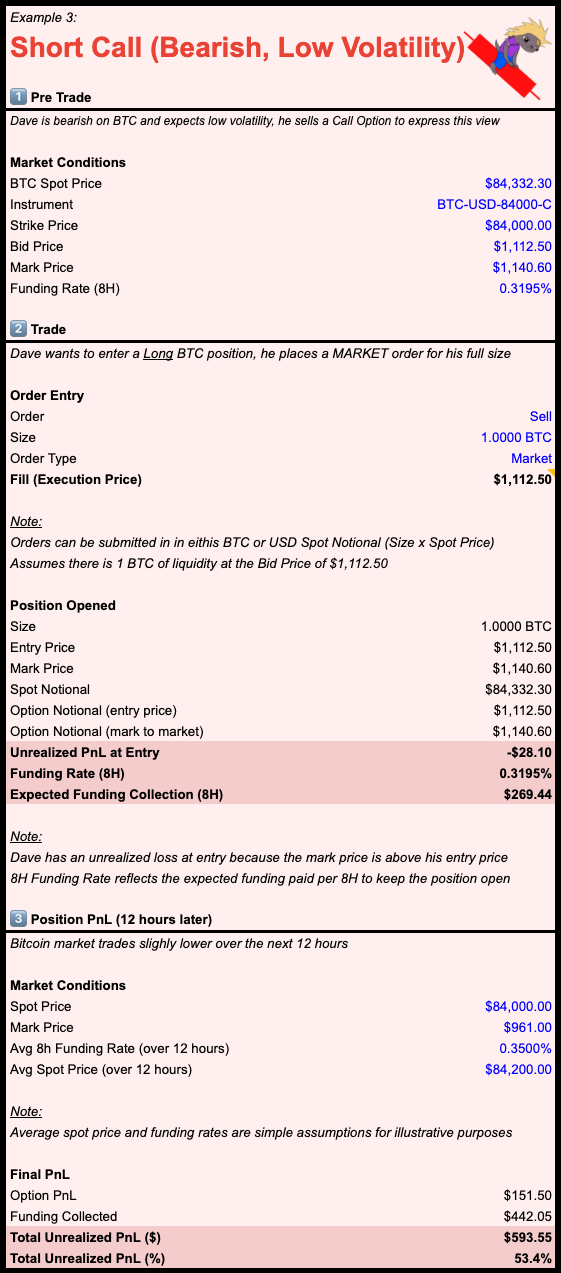 Example 3:
Short Call (Bearish, Low Volatility)
1 Pre Trade
Dave is bearish on BTC and expects low volatility, he sells a Call Option to express this view
Market Conditions
BTC Spot Price $84,332.30
Instrument BTC-USD-84000-C
Strike Price $84,000.00
Bid Price $1,112.50
Mark Price $1,140.60
Funding Rate (8H) 0.3195%
2 Trade
Dave wants to enter a Long BTC position, he places a MARKET order for his full size
Order Entry
Order Sell
Size 1.0000 BTC
Order Type Market
Fill (Execution Price) $1,112.50
Note:
Orders can be submitted in in eithis BTC or USD Spot Notional (Size x Spot Price)
Assumes there is 1 BTC of liquidity at the Bid Price of $1,112.50
Position Opened
Size 1.0000 BTC
Entry Price $1,112.50
Mark Price $1,140.60
Spot Notional $84,332.30
Option Notional (entry price) $1,112.50
Option Notional (mark to market) $1,140.60
Unrealized PnL at Entry -$28.10
Funding Rate (8H) 0.3195%
Expected Funding Collection (8H) $269.44
Note:
Dave has an unrealized loss at entry because the mark price is above his entry price
8H Funding Rate reflects the expected funding paid per 8H to keep the position open
3 Position PnL (12 hours later)
Bitcoin market trades slighly lower over the next 12 hours
Market Conditions
Spot Price $84,000.00
Mark Price $961.00
Avg 8h Funding Rate (over 12 hours) 0.3500%
Avg Spot Price (over 12 hours) $84,200.00
Note:
Average spot price and funding rates are simple assumptions for illustrative purposes
Final PnL
Option PnL $151.50
Funding Collected $442.05
Total Unrealized PnL ($) $593.55
Total Unrealized PnL (%) 53.4%